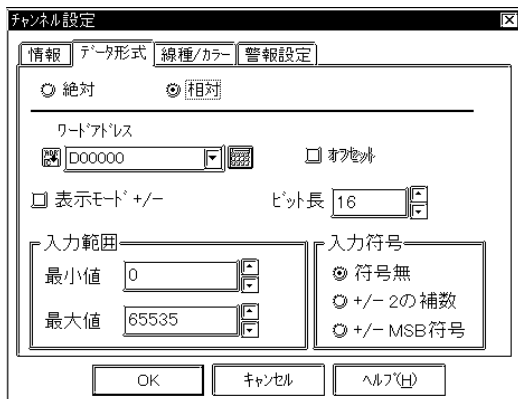 チャンネル設定
情報 データ形式 線種/カラー 警報設定
絶対 相対
ワードアドレス
D00000 オフセット
表示モード +/- ビット長 16
入力範囲 入力符号
最小値 0 符号無
+/- 2の補数
最大値 65535
+/- MSB符号
OK キャンセル ヘルプ(H)